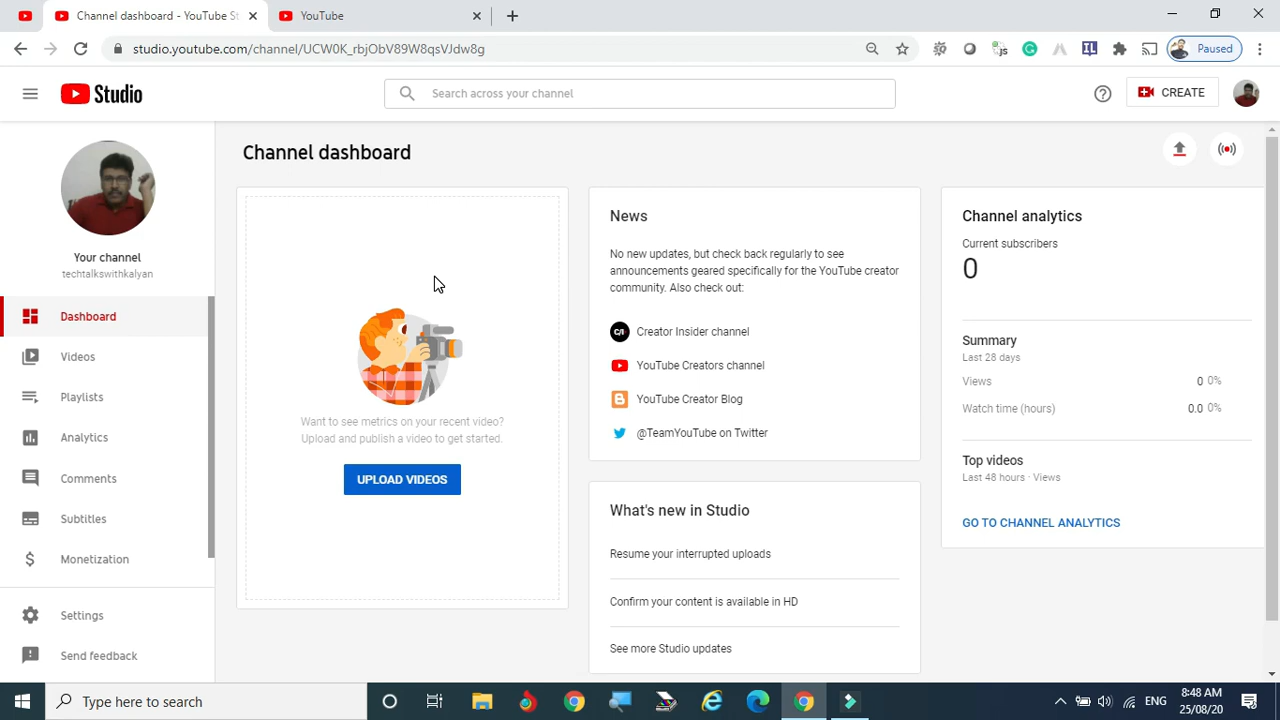 Channel dashboard - YouTube St
YouTube
studio.youtube.com/channel/UCW0K_rbjObV89W8qsVJdw8g
js
IL
Paused
Studio
Search across your channel
CREATE
Channel dashboard
Your channel
techtalkswithkalyan
Dashboard
Videos
Playlists
Analytics
Comments
Subtitles
Monetization
Settings
Send feedback
Want to see metrics on your recent video?
Upload and publish a video to get started.
UPLOAD VIDEOS
News
No new updates, but check back regularly to see
announcements geared specifically for the YouTube creator
community. Also check out:
C/I
Creator Insider channel
YouTube Creators channel
YouTube Creator Blog
@TeamYouTube on Twitter
What's new in Studio
Resume your interrupted uploads
Confirm your content is available in HD
See more Studio updates
Channel analytics
Current subscribers
0
Summary
Last 28 days
Views 0 0%
Watch time (hours) 0.0 0%
Top videos
Last 48 hours · Views
GO TO CHANNEL ANALYTICS
Type here to search
ENG
8:48 AM
25/08/20